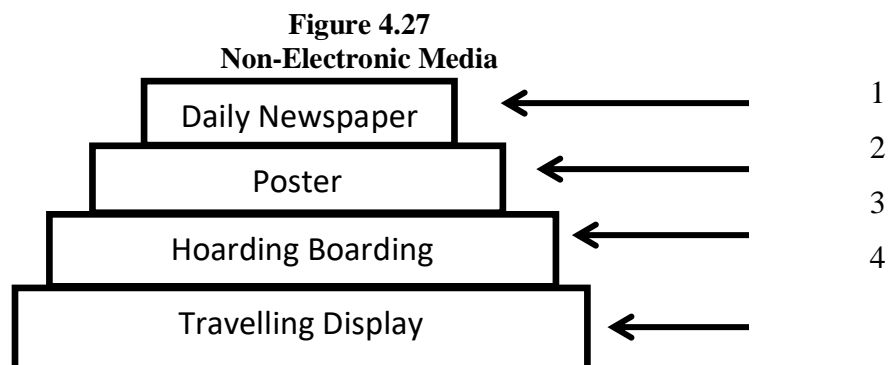 Figure 4.27
Non-Electronic Media
Daily Newspaper
1
Poster
2
Hoarding Boarding
3
Travelling Display
4